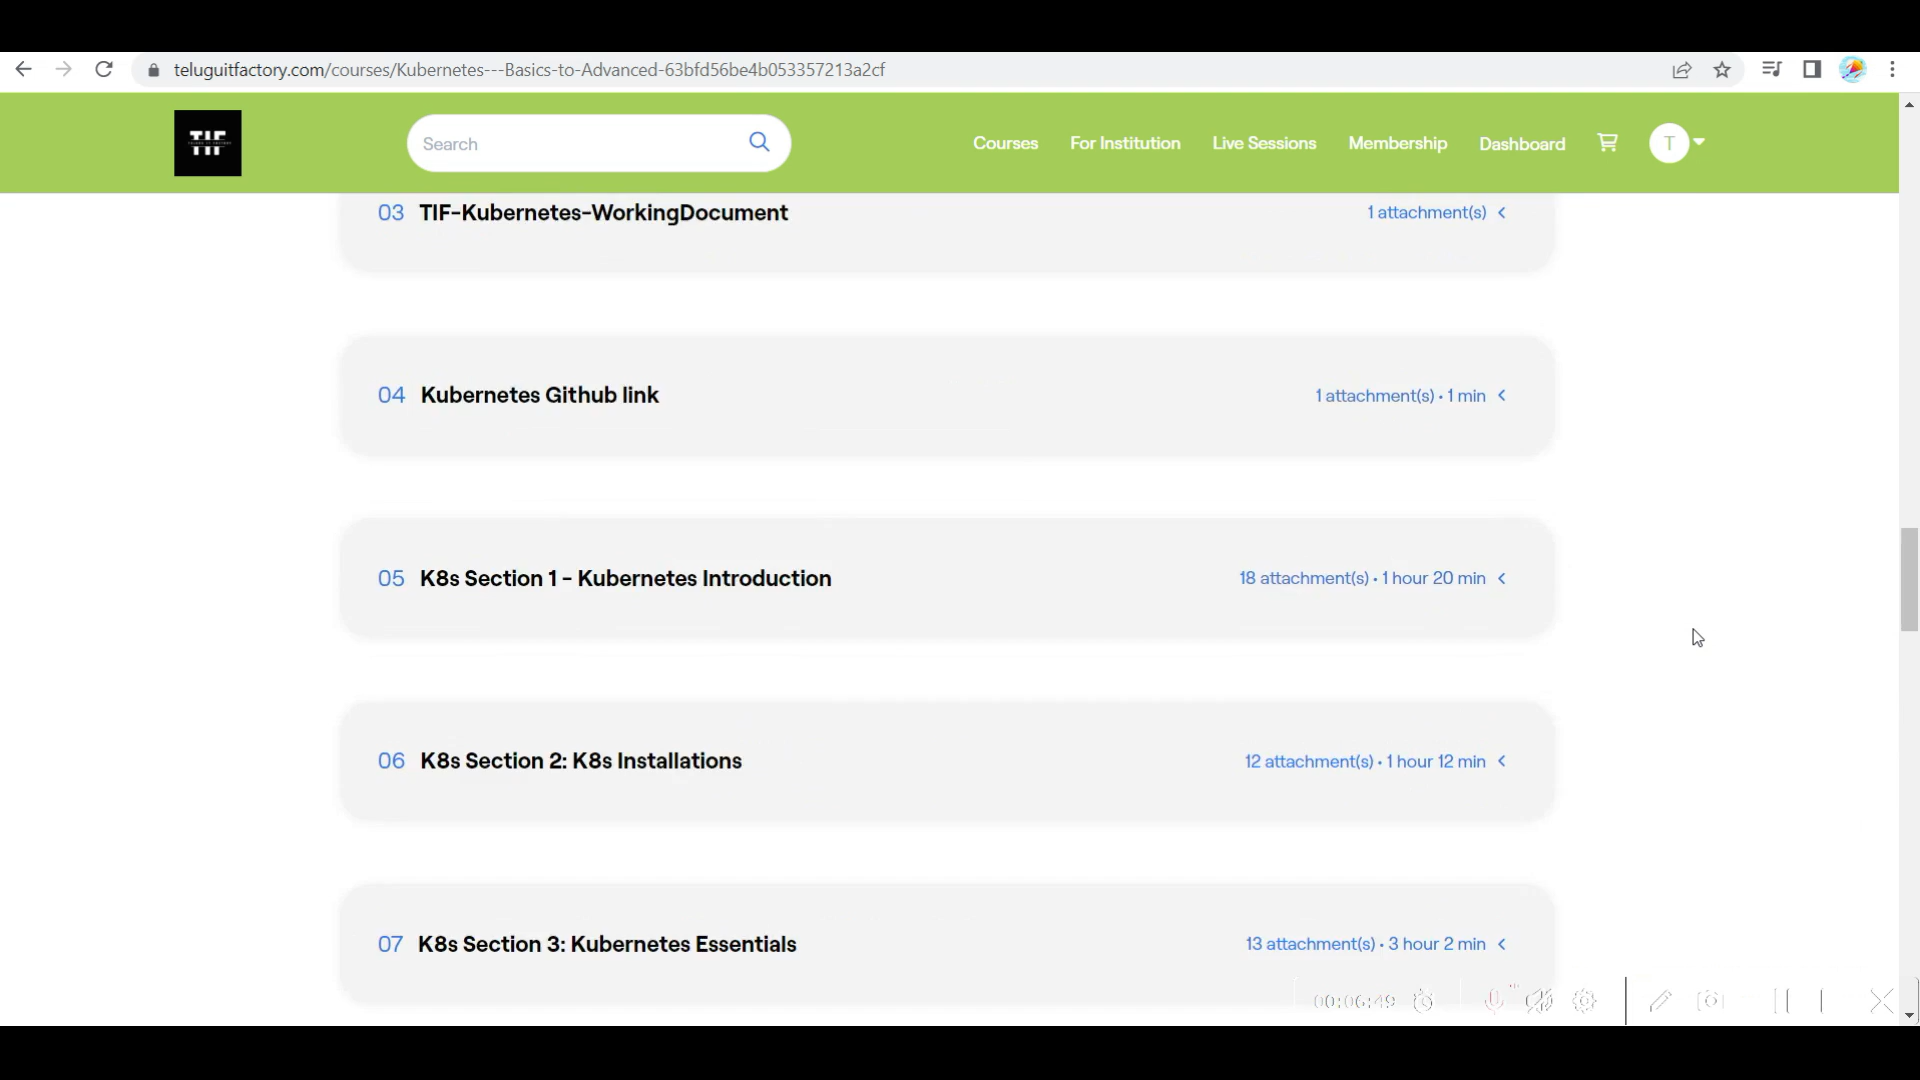 teluguitfactory.com/courses/Kubernetes---Basics-to-Advanced-63bfd56be4b053357213a2cf
TIF
Search
Courses
For Institution
Live Sessions
Membership
Dashboard
T
03 TIF-Kubernetes-WorkingDocument 1 attachment(s)
04 Kubernetes Github link 1 attachment(s) • 1 min
05 K8s Section 1 - Kubernetes Introduction 18 attachment(s) • 1 hour 20 min
06 K8s Section 2: K8s Installations 12 attachment(s) • 1 hour 12 min
07 K8s Section 3: Kubernetes Essentials 13 attachment(s) • 3 hour 2 min
00:06:49